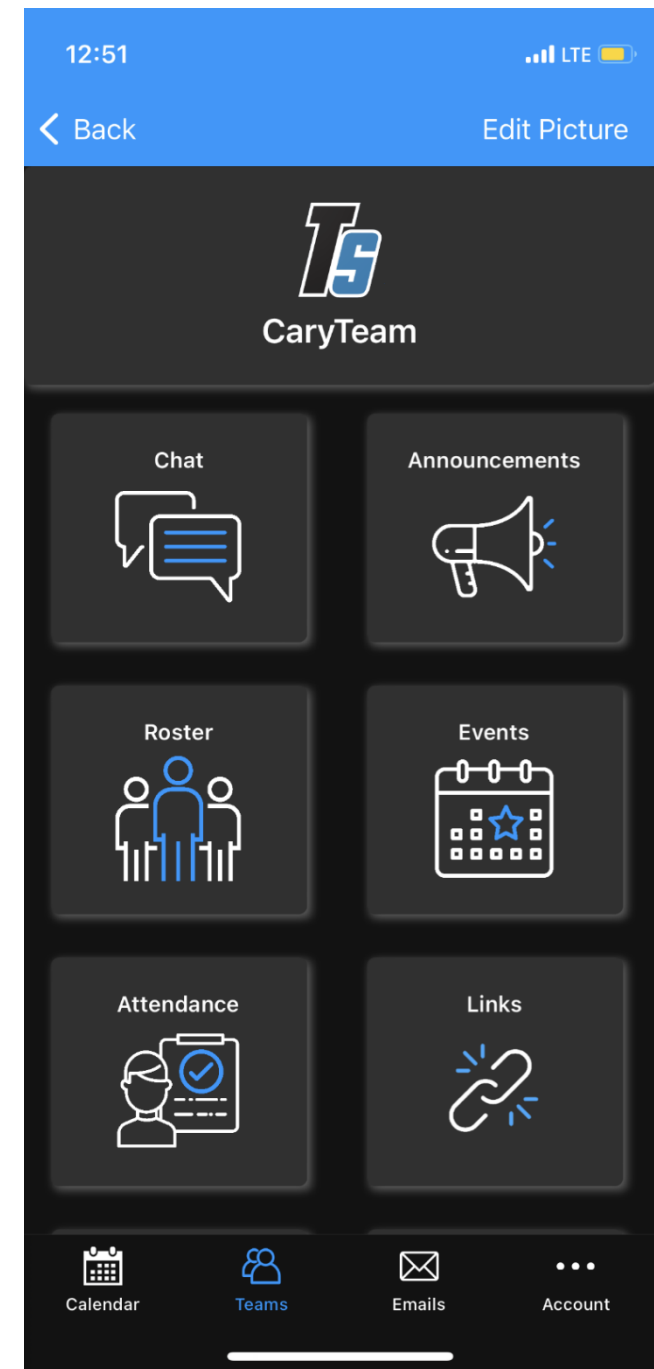 12:51
LTE
Back
Edit Picture
TS
CaryTeam
Chat
Announcements
Roster
Events
Attendance
Links
Calendar
Teams
Emails
Account